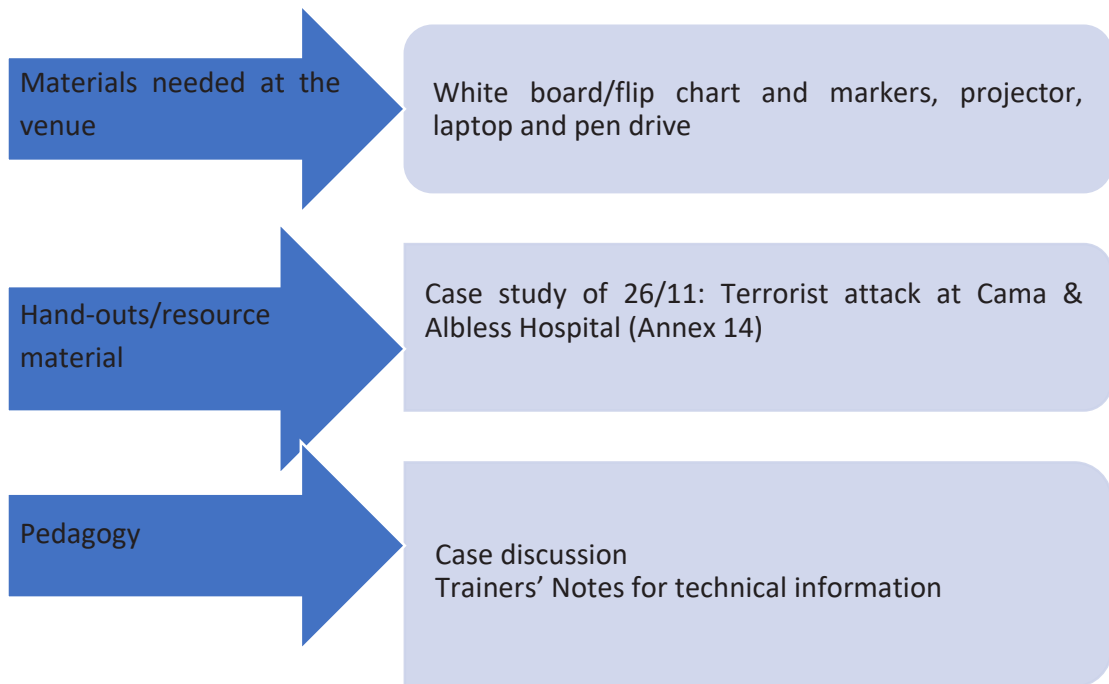 Materials needed at the
venue
White board/flip chart and markers, projector,
laptop and pen drive
Hand-outs/resource
material
Case study of 26/11: Terrorist attack at Cama &
Albless Hospital (Annex 14)
Pedagogy
Case discussion
Trainers’ Notes for technical information